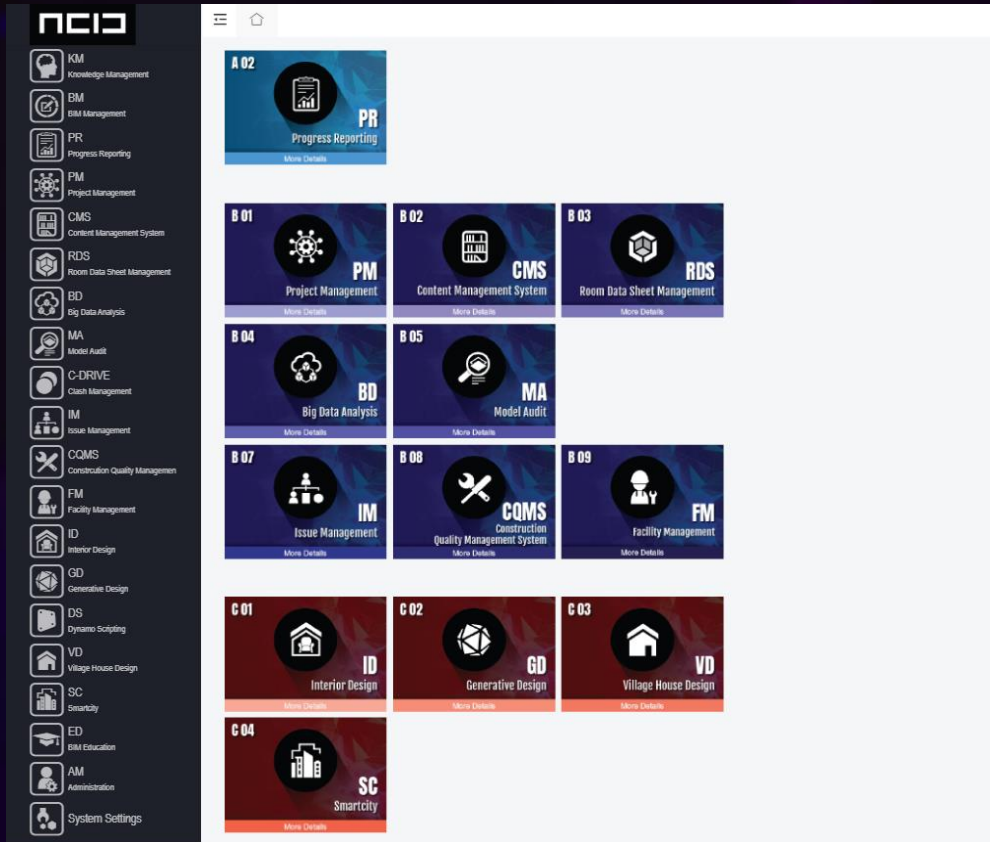 NCID
KM
Knowledge Management
BM
BIM Management
PR
Progress Reporting
PM
Project Management
CMS
Content Management System
RDS
Room Data Sheet Management
BD
Big Data Analysis
MA
Model Audit
C-DRIVE
Clash Management
IM
Issue Management
CQMS
Constrcution Quality Managemen
FM
Facility Management
ID
Interior Design
GD
Generative Design
DS
Dynamo Scripting
VD
Village House Design
SC
Smartcity
ED
BIM Education
AM
Administration
System Settings
A 02
PR
Progress Reporting
More Details
B 01
PM
Project Management
More Details
B 02
CMS
Content Management System
More Details
B 03
RDS
Room Data Sheet Management
More Details
B 04
BD
Big Data Analysis
More Details
B 05
MA
Model Audit
More Details
B 07
IM
Issue Management
More Details
B 08
CQMS
Construction
Quality Management System
More Details
B 09
FM
Facility Management
More Details
C 01
ID
Interior Design
More Details
C 02
GD
Generative Design
More Details
C 03
VD
Village House Design
More Details
C 04
SC
Smartcity
More Details